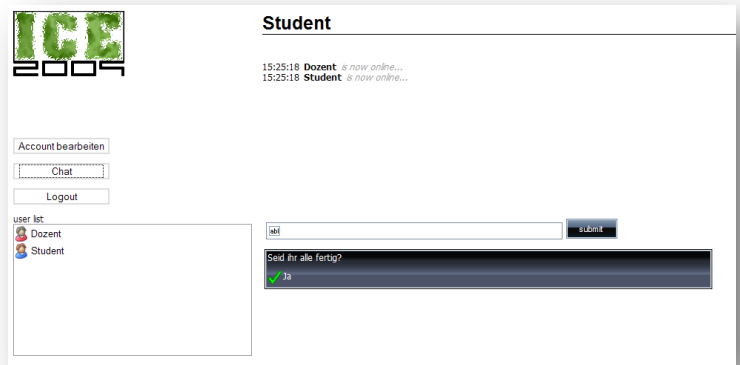 ICE
2009
Student
15:25:18 Dozent is now online...
15:25:18 Student is now online...
Account bearbeiten
Chat
Logout
user list
Dozent
Student
submit
Seid ihr alle fertig?
Ja